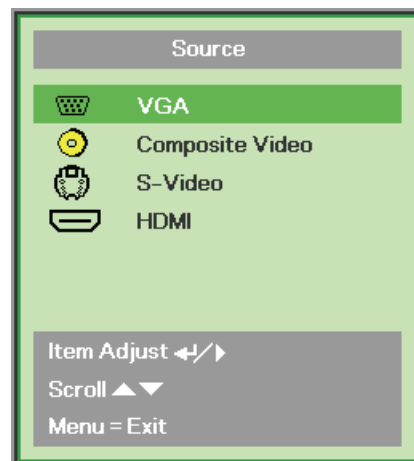 Source
VGA
Composite Video
S-Video
HDMI
Item Adjust ↵/▶
Scroll ▲▼
Menu = Exit